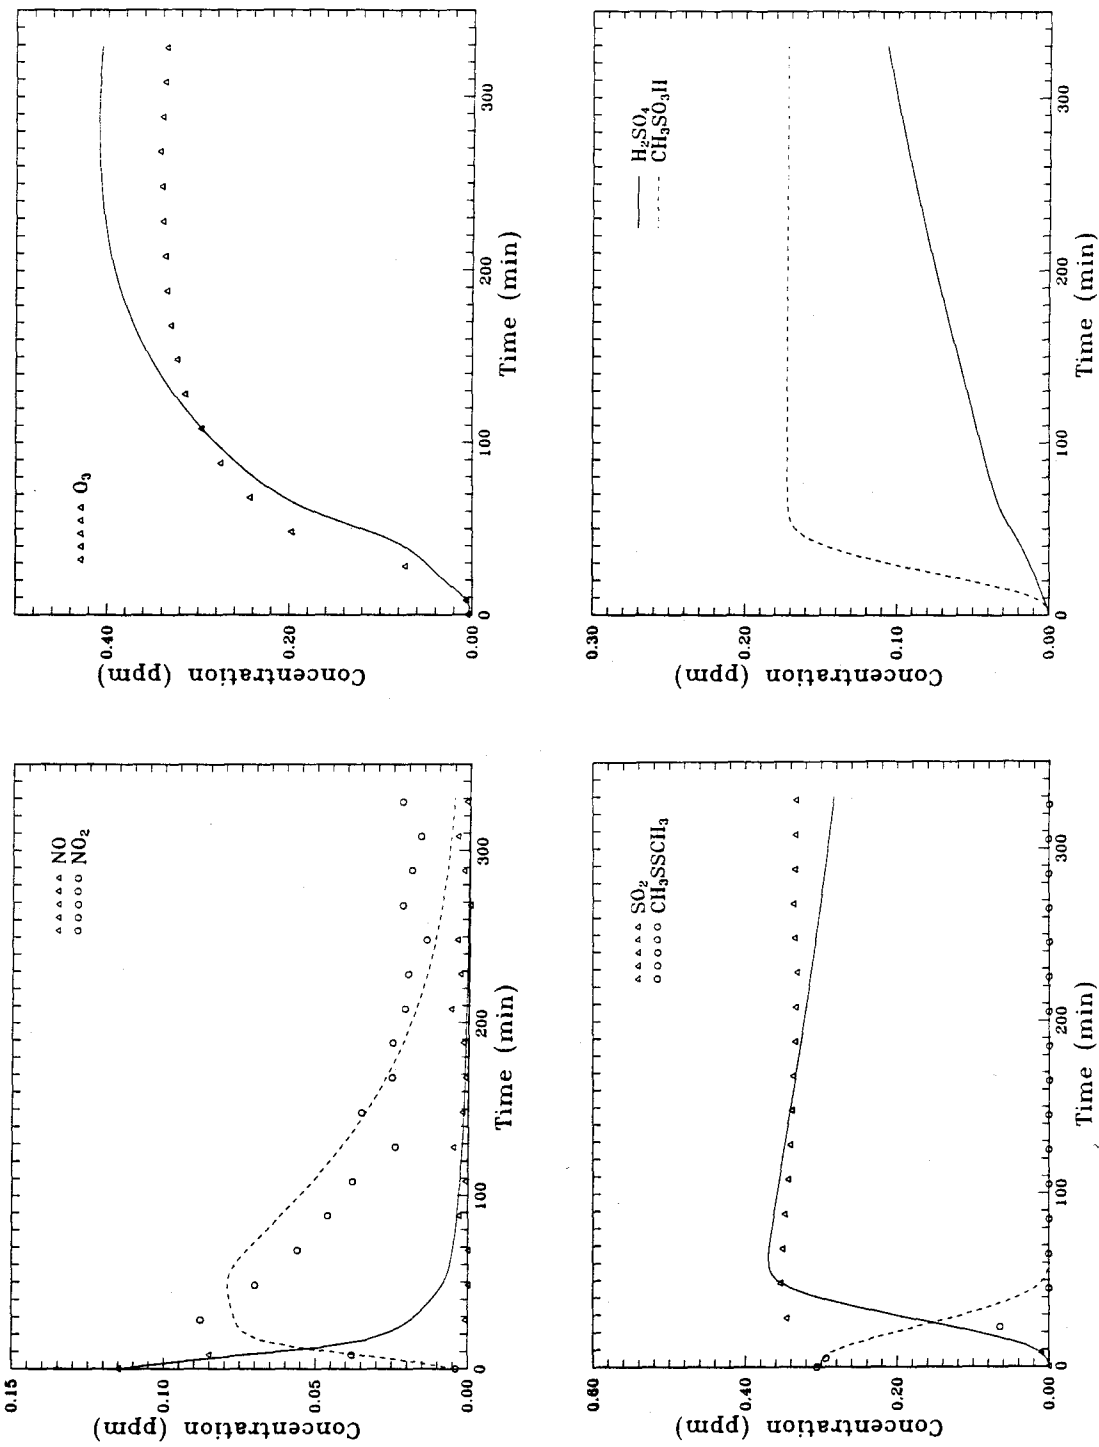 0.15
0.10
0.05
0.00
Concentration (ppm)
0
100
200
300
Time (min)
▵ ▵ ▵ ▵ NO
○ ○ ○ ○ NO₂
0.40
0.20
0.00
Concentration (ppm)
0
100
200
300
Time (min)
▵ ▵ ▵ ▵ ▵ O₃
0.60
0.40
0.20
0.00
Concentration (ppm)
0
100
200
300
Time (min)
▵ ▵ ▵ ▵ SO₂
○ ○ ○ ○ CH₃SSCH₃
0.30
0.20
0.10
0.00
Concentration (ppm)
0
100
200
300
Time (min)
H₂SO₄
CH₃SO₃H